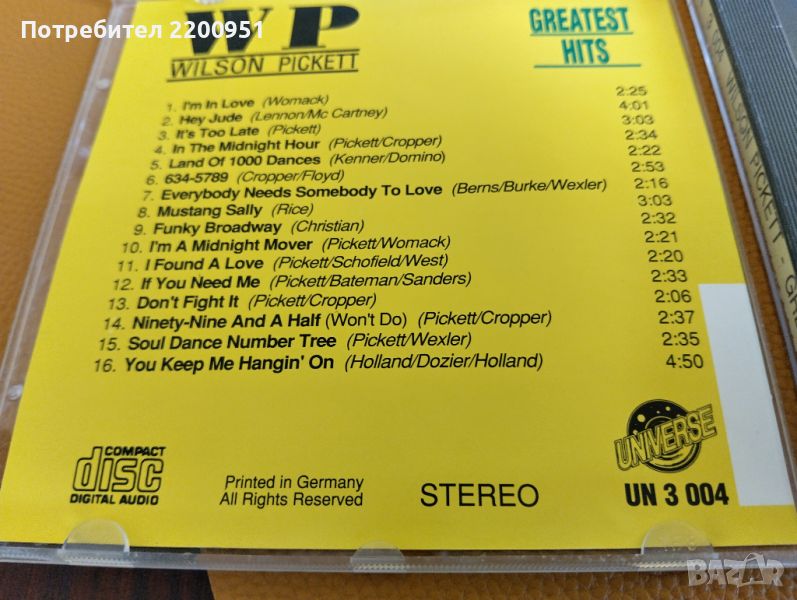 Потребител 2200951
WP
WILSON PICKETT
GREATEST
HITS
1. I'm In Love (Womack) 2:25
2. Hey Jude (Lennon/Mc Cartney) 4:01
3. It's Too Late (Pickett) 3:03
4. In The Midnight Hour (Pickett/Cropper) 2:34
5. Land Of 1000 Dances (Kenner/Domino) 2:22
6. 634-5789 (Cropper/Floyd) 2:53
7. Everybody Needs Somebody To Love (Berns/Burke/Wexler) 2:16
8. Mustang Sally (Rice) 3:03
9. Funky Broadway (Christian) 2:32
10. I'm A Midnight Mover (Pickett/Womack) 2:21
11. I Found A Love (Pickett/Schofield/West) 2:20
12. If You Need Me (Pickett/Bateman/Sanders) 2:33
13. Don't Fight It (Pickett/Cropper) 2:06
14. Ninety-Nine And A Half (Won't Do) (Pickett/Cropper) 2:37
15. Soul Dance Number Tree (Pickett/Wexler) 2:35
16. You Keep Me Hangin' On (Holland/Dozier/Holland) 4:50
COMPACT
disc
DIGITAL AUDIO
Printed in Germany
All Rights Reserved
STEREO
UNIVERSE
UN 3 004
3 004 WILSON PICKETT - GRE
BAZAR